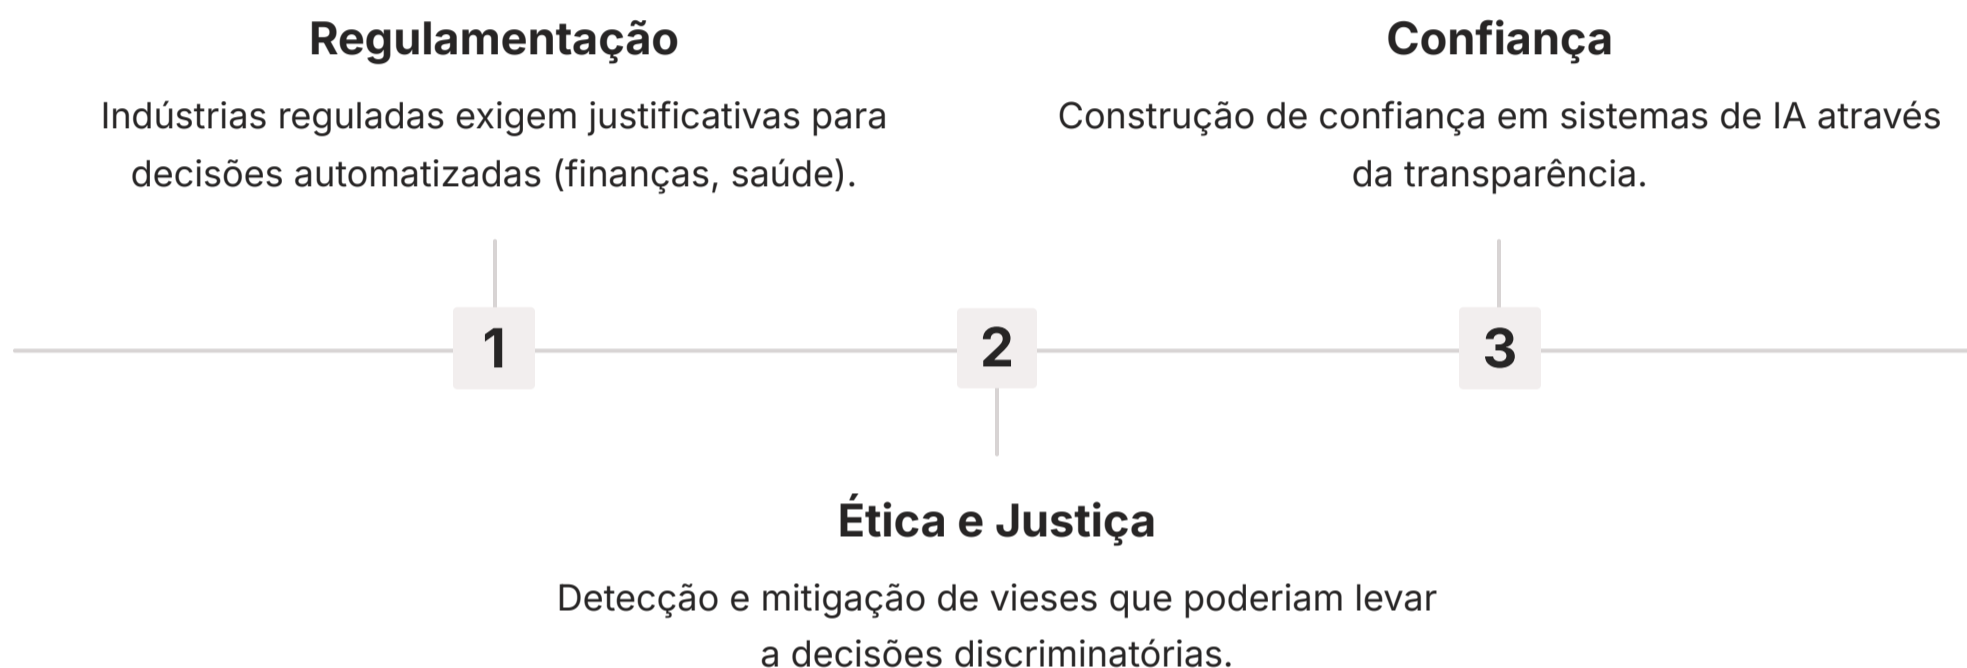 Regulamentação
Indústrias reguladas exigem justificativas para
decisões automatizadas (finanças, saúde).
Confiança
Construção de confiança em sistemas de IA através
da transparência.
1
2
3
Ética e Justiça
Detecção e mitigação de vieses que poderiam levar
a decisões discriminatórias.